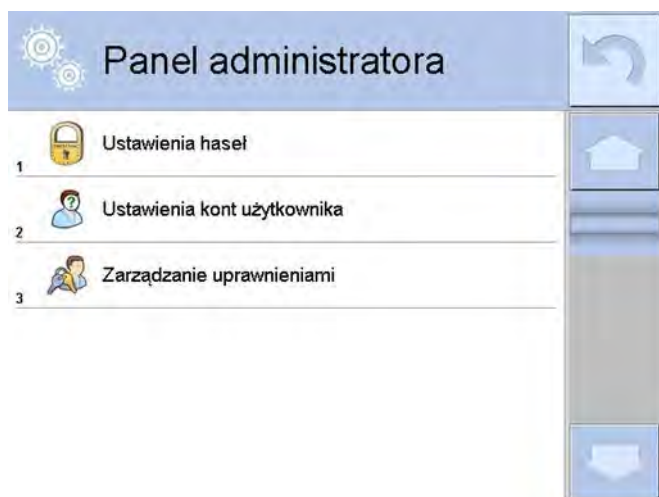 Panel administratora
Ustawienia haseł
1
Ustawienia kont użytkownika
2
Zarządzanie uprawnieniami
3